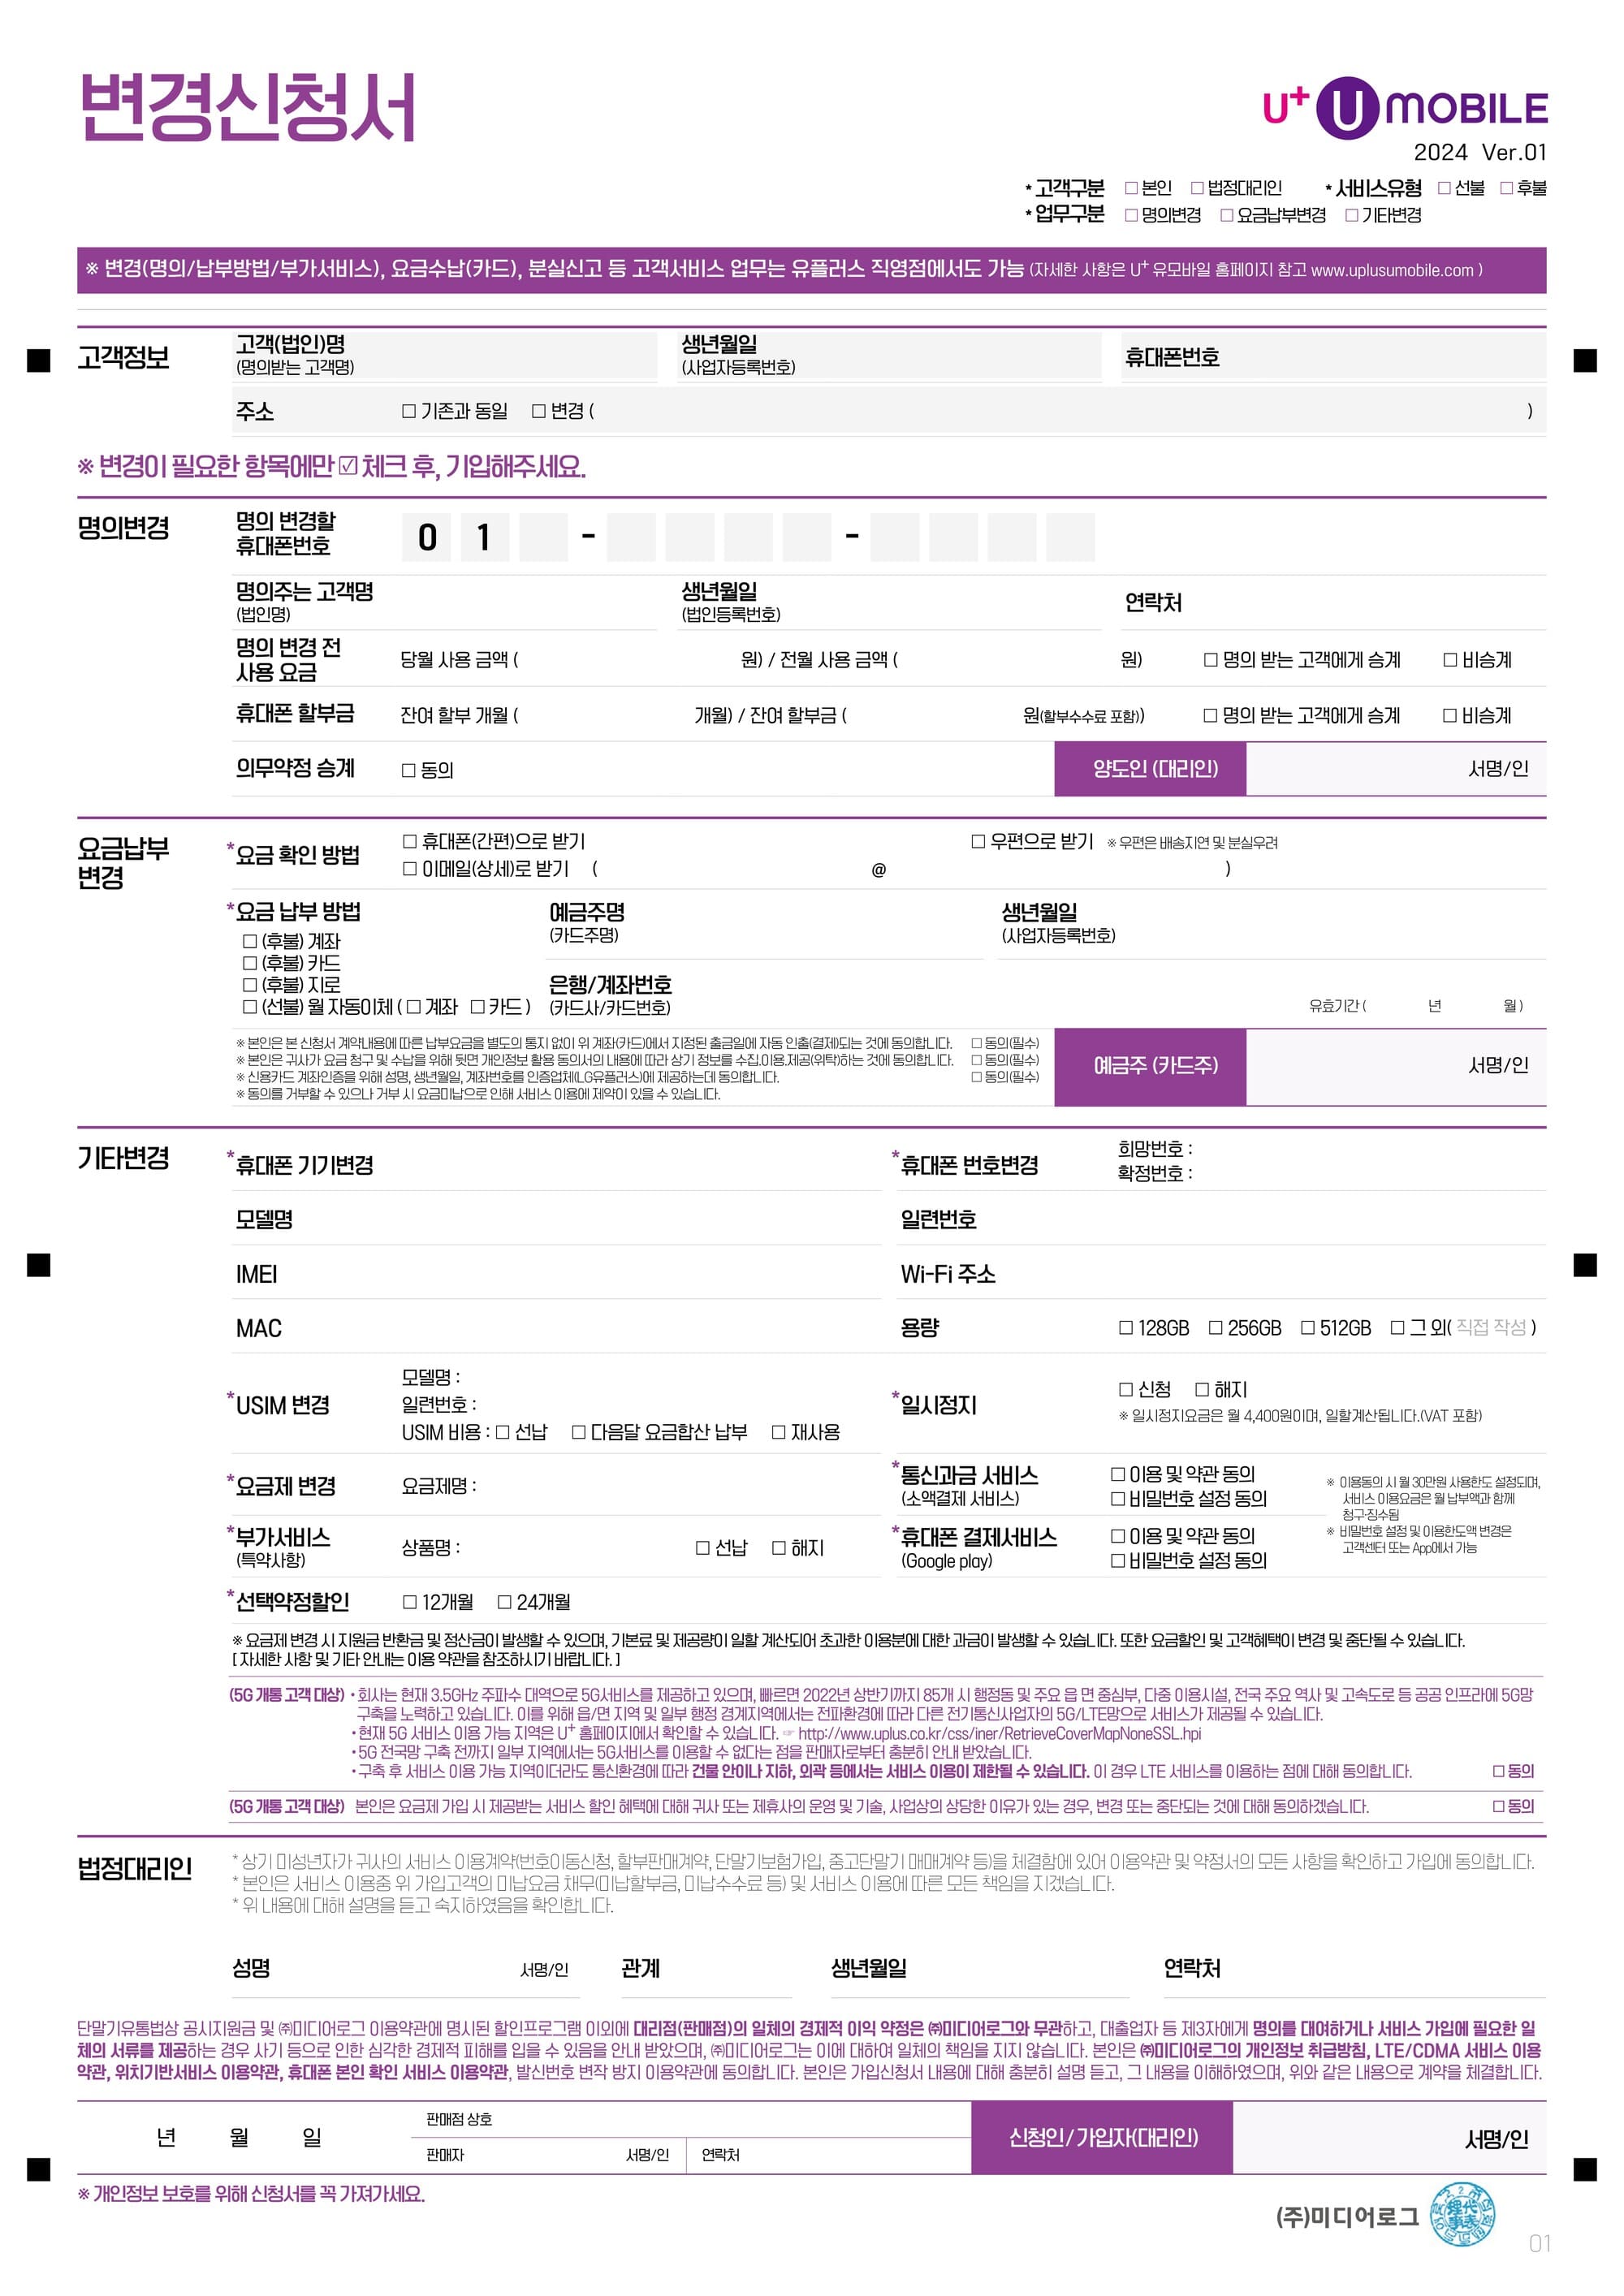 변경신청서
U+ U MOBILE
2024 Ver.01
* 고객구분 □ 본인 □ 법정대리인 * 서비스유형 □ 선불 □ 후불
* 업무구분 □ 명의변경 □ 요금납부변경 □ 기타변경
※ 변경(명의/납부방법/부가서비스), 요금수납(카드), 분실신고 등 고객서비스 업무는 유플러스 직영점에서도 가능 (자세한 사항은 U+ 유모바일 홈페이지 참고 www.uplusumobile.com )
고객정보
고객(법인)명
(명의받는 고객명)
생년월일
(사업자등록번호)
휴대폰번호
주소 □ 기존과 동일 □ 변경 ( )
※ 변경이 필요한 항목에만 ☑ 체크 후, 기입해주세요.
명의변경
명의 변경할
휴대폰번호
0 1 - -
명의주는 고객명
(법인명)
생년월일
(법인등록번호)
연락처
명의 변경 전
사용 요금
당월 사용 금액 ( 원) / 전월 사용 금액 ( 원) □ 명의 받는 고객에게 승계 □ 비승계
휴대폰 할부금 잔여 할부 개월 ( 개월) / 잔여 할부금 ( 원(할부수수료 포함)) □ 명의 받는 고객에게 승계 □ 비승계
의무약정 승계 □ 동의 양도인 (대리인) 서명/인
요금납부
변경
*요금 확인 방법
□ 휴대폰(간편)으로 받기 □ 우편으로 받기 ※ 우편은 배송지연 및 분실우려
□ 이메일(상세)로 받기 ( @ )
*요금 납부 방법
□ (후불) 계좌
□ (후불) 카드
□ (후불) 지로
□ (선불) 월 자동이체 ( □ 계좌 □ 카드 )
예금주명
(카드주명)
생년월일
(사업자등록번호)
은행/계좌번호
(카드사/카드번호)
유효기간 ( 년 월 )
※ 본인은 본 신청서 계약내용에 따른 납부요금을 별도의 통지 없이 위 계좌(카드)에서 지정된 출금일에 자동 인출(결제)되는 것에 동의합니다. □ 동의(필수)
※ 본인은 귀사가 요금 청구 및 수납을 위해 뒷면 개인정보 활용 동의서의 내용에 따라 상기 정보를 수집.이용.제공(위탁)하는 것에 동의합니다. □ 동의(필수)
※ 신용카드 계좌인증을 위해 성명, 생년월일, 계좌번호를 인증업체(LG유플러스)에 제공하는데 동의합니다. □ 동의(필수)
※ 동의를 거부할 수 있으나 거부 시 요금미납으로 인해 서비스 이용에 제약이 있을 수 있습니다.
예금주 (카드주) 서명/인
기타변경
*휴대폰 기기변경
*휴대폰 번호변경
희망번호 :
확정번호 :
모델명 일련번호
IMEI Wi-Fi 주소
MAC 용량 □ 128GB □ 256GB □ 512GB □ 그 외( 직접 작성 )
*USIM 변경
모델명 :
일련번호 :
USIM 비용 : □ 선납 □ 다음달 요금합산 납부 □ 재사용
*일시정지
□ 신청 □ 해지
※ 일시정지요금은 월 4,400원이며, 일할계산됩니다.(VAT 포함)
*요금제 변경 요금제명 :
*통신과금 서비스
(소액결제 서비스)
□ 이용 및 약관 동의
□ 비밀번호 설정 동의
※ 이용동의 시 월 30만원 사용한도 설정되며,
서비스 이용요금은 월 납부액과 함께
청구·징수됨
※ 비밀번호 설정 및 이용한도액 변경은
고객센터 또는 App에서 가능
*부가서비스
(특약사항)
상품명 : □ 선납 □ 해지
*휴대폰 결제서비스
(Google play)
□ 이용 및 약관 동의
□ 비밀번호 설정 동의
*선택약정할인 □ 12개월 □ 24개월
※ 요금제 변경 시 지원금 반환금 및 정산금이 발생할 수 있으며, 기본료 및 제공량이 일할 계산되어 초과한 이용분에 대한 과금이 발생할 수 있습니다. 또한 요금할인 및 고객혜택이 변경 및 중단될 수 있습니다.
[ 자세한 사항 및 기타 안내는 이용 약관을 참조하시기 바랍니다. ]
(5G 개통 고객 대상) • 회사는 현재 3.5GHz 주파수 대역으로 5G서비스를 제공하고 있으며, 빠르면 2022년 상반기까지 85개 시 행정동 및 주요 읍 면 중심부, 다중 이용시설, 전국 주요 역사 및 고속도로 등 공공 인프라에 5G망
구축을 노력하고 있습니다. 이를 위해 읍/면 지역 및 일부 행정 경계지역에서는 전파환경에 따라 다른 전기통신사업자의 5G/LTE망으로 서비스가 제공될 수 있습니다.
• 현재 5G 서비스 이용 가능 지역은 U+ 홈페이지에서 확인할 수 있습니다. ☞ http://www.uplus.co.kr/css/iner/RetrieveCoverMapNoneSSL.hpi
• 5G 전국망 구축 전까지 일부 지역에서는 5G서비스를 이용할 수 없다는 점을 판매자로부터 충분히 안내 받았습니다.
• 구축 후 서비스 이용 가능 지역이더라도 통신환경에 따라 건물 안이나 지하, 외곽 등에서는 서비스 이용이 제한될 수 있습니다. 이 경우 LTE 서비스를 이용하는 점에 대해 동의합니다. □ 동의
(5G 개통 고객 대상) 본인은 요금제 가입 시 제공받는 서비스 할인 혜택에 대해 귀사 또는 제휴사의 운영 및 기술, 사업상의 상당한 이유가 있는 경우, 변경 또는 중단되는 것에 대해 동의하겠습니다. □ 동의
법정대리인
* 상기 미성년자가 귀사의 서비스 이용계약(번호이동신청, 할부판매계약, 단말기보험가입, 중고단말기 매매계약 등)을 체결함에 있어 이용약관 및 약정서의 모든 사항을 확인하고 가입에 동의합니다.
* 본인은 서비스 이용중 위 가입고객의 미납요금 채무(미납할부금, 미납수수료 등) 및 서비스 이용에 따른 모든 책임을 지겠습니다.
* 위 내용에 대해 설명을 듣고 숙지하였음을 확인합니다.
성명 서명/인 관계 생년월일 연락처
단말기유통법상 공시지원금 및 ㈜미디어로그 이용약관에 명시된 할인프로그램 이외에 대리점(판매점)의 일체의 경제적 이익 약정은 ㈜미디어로그와 무관하고, 대출업자 등 제3자에게 명의를 대여하거나 서비스 가입에 필요한 일
체의 서류를 제공하는 경우 사기 등으로 인한 심각한 경제적 피해를 입을 수 있음을 안내 받았으며, ㈜미디어로그는 이에 대하여 일체의 책임을 지지 않습니다. 본인은 ㈜미디어로그의 개인정보 취급방침, LTE/CDMA 서비스 이용
약관, 위치기반서비스 이용약관, 휴대폰 본인 확인 서비스 이용약관, 발신번호 변작 방지 이용약관에 동의합니다. 본인은 가입신청서 내용에 대해 충분히 설명 듣고, 그 내용을 이해하였으며, 위와 같은 내용으로 계약을 체결합니다.
년 월 일
판매점 상호
판매자 서명/인 연락처
신청인 / 가입자(대리인) 서명/인
※ 개인정보 보호를 위해 신청서를 꼭 가져가세요.
(주)미디어로그
01